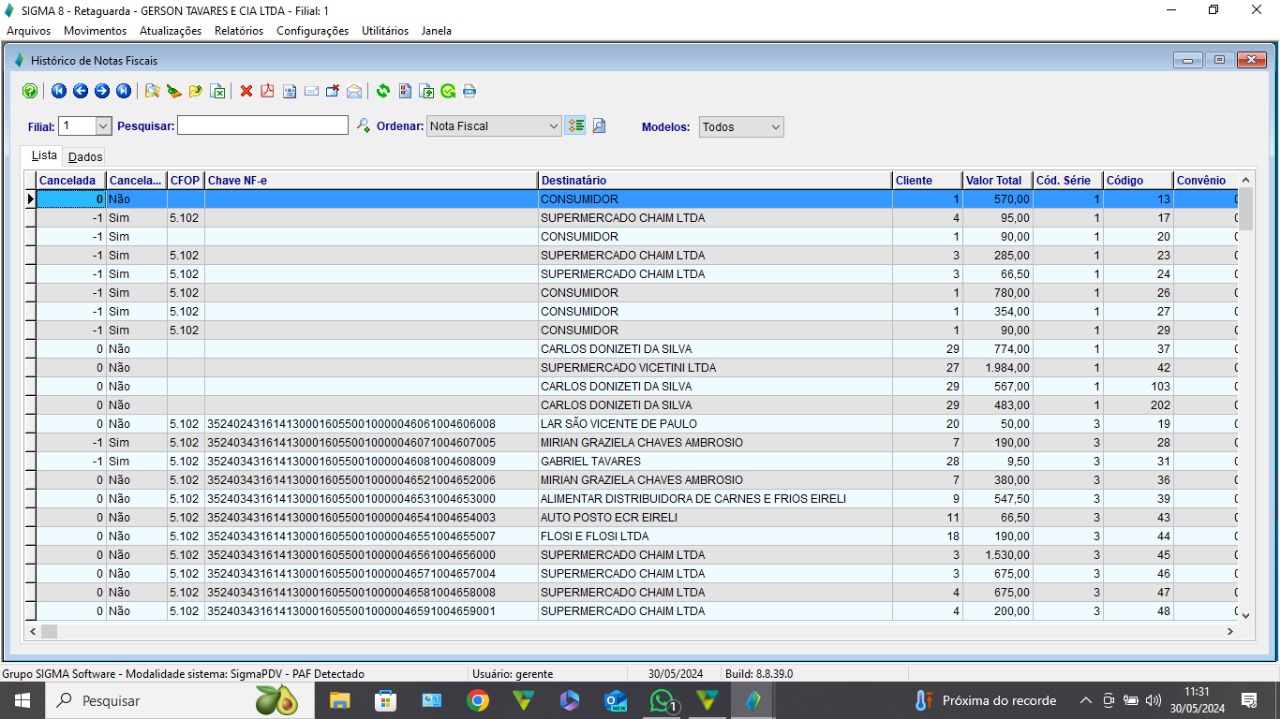 SIGMA 8 - Retaguarda - GERSON TAVARES E CIA LTDA - Filial: 1
Arquivos Movimentos Atualizações Relatórios Configurações Utilitários Janela
Histórico de Notas Fiscais
Filial: 1 Pesquisar: Ordenar: Nota Fiscal Modelos: Todos
Lista Dados
Cancelada Cancela... CFOP Chave NF-e Destinatário Cliente Valor Total Cód. Série Código Convênio
0 Não CONSUMIDOR 1 570,00 1 13 0
-1 Sim 5.102 SUPERMERCADO CHAIM LTDA 4 95,00 1 17 0
-1 Sim CONSUMIDOR 1 90,00 1 20 0
-1 Sim 5.102 SUPERMERCADO CHAIM LTDA 3 285,00 1 23 0
-1 Sim 5.102 SUPERMERCADO CHAIM LTDA 3 66,50 1 24 0
-1 Sim 5.102 CONSUMIDOR 1 780,00 1 26 0
-1 Sim 5.102 CONSUMIDOR 1 354,00 1 27 0
-1 Sim 5.102 CONSUMIDOR 1 90,00 1 29 0
0 Não CARLOS DONIZETI DA SILVA 29 774,00 1 37 0
0 Não SUPERMERCADO VICETINI LTDA 27 1.984,00 1 42 0
0 Não CARLOS DONIZETI DA SILVA 29 567,00 1 103 0
0 Não CARLOS DONIZETI DA SILVA 29 483,00 1 202 0
0 Não 5.102 35240243161413000160550010000046061004606008 LAR SÃO VICENTE DE PAULO 20 50,00 3 19 0
-1 Sim 5.102 35240343161413000160550010000046071004607005 MIRIAN GRAZIELA CHAVES AMBROSIO 7 190,00 3 28 0
-1 Sim 5.102 35240343161413000160550010000046081004608009 GABRIEL TAVARES 28 9,50 3 31 0
0 Não 5.102 35240343161413000160550010000046521004652006 MIRIAN GRAZIELA CHAVES AMBROSIO 7 380,00 3 36 0
0 Não 5.102 35240343161413000160550010000046531004653000 ALIMENTAR DISTRIBUIDORA DE CARNES E FRIOS EIRELI 9 547,50 3 39 0
0 Não 5.102 35240343161413000160550010000046541004654003 AUTO POSTO ECR EIRELI 11 66,50 3 43 0
0 Não 5.102 35240343161413000160550010000046551004655007 FLOSI E FLOSI LTDA 18 190,00 3 44 0
0 Não 5.102 35240343161413000160550010000046561004656000 SUPERMERCADO CHAIM LTDA 3 1.530,00 3 45 0
0 Não 5.102 35240343161413000160550010000046571004657004 SUPERMERCADO CHAIM LTDA 3 675,00 3 46 0
0 Não 5.102 35240343161413000160550010000046581004658008 SUPERMERCADO CHAIM LTDA 4 675,00 3 47 0
0 Não 5.102 35240343161413000160550010000046591004659001 SUPERMERCADO CHAIM LTDA 4 200,00 3 48 0
Grupo SIGMA Software - Modalidade sistema: SigmaPDV - PAF Detectado Usuário: gerente 30/05/2024 Build: 8.8.39.0
Pesquisar 1 Próxima do recorde 11:31
30/05/2024